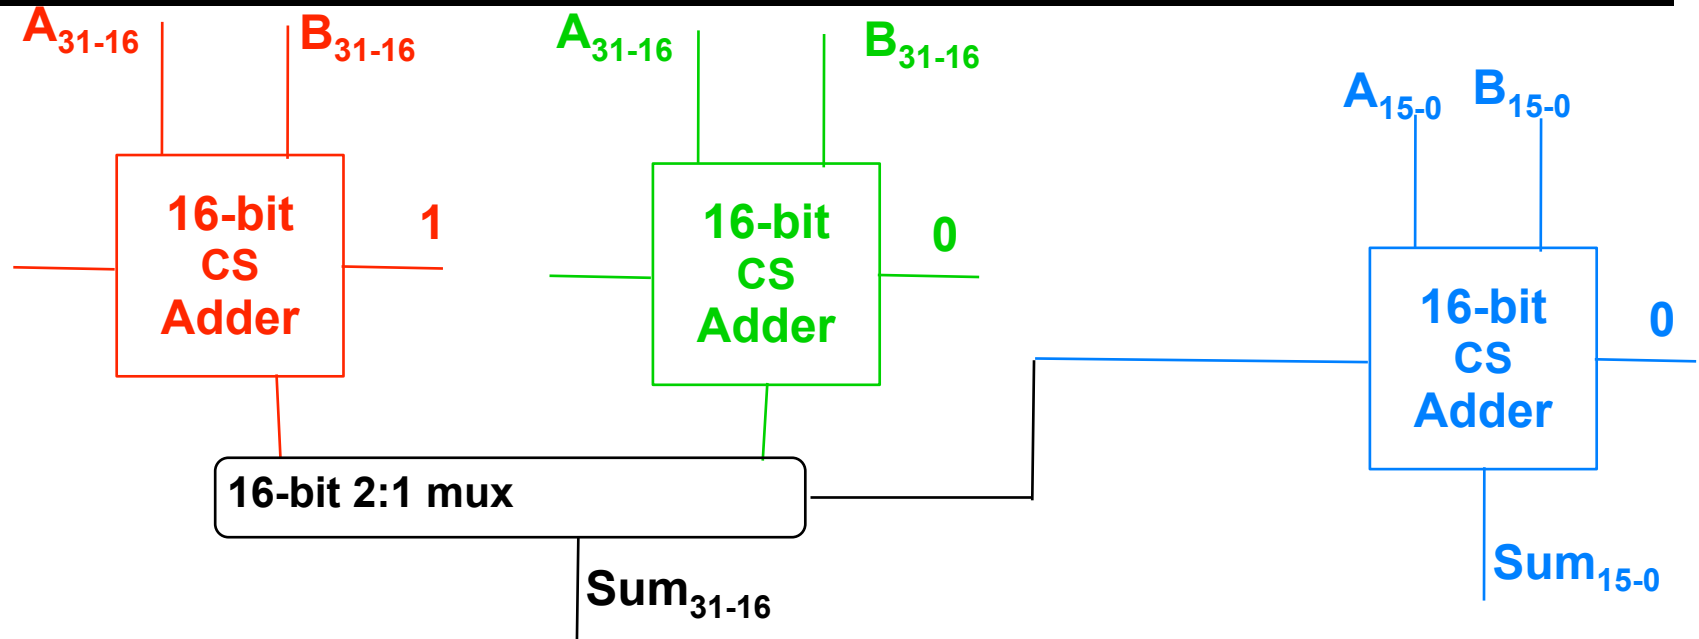 A31-16
B31-16
16-bit
CS
Adder
1
A31-16
B31-16
16-bit
CS
Adder
0
A15-0
B15-0
16-bit
CS
Adder
0
16-bit 2:1 mux
Sum31-16
Sum15-0